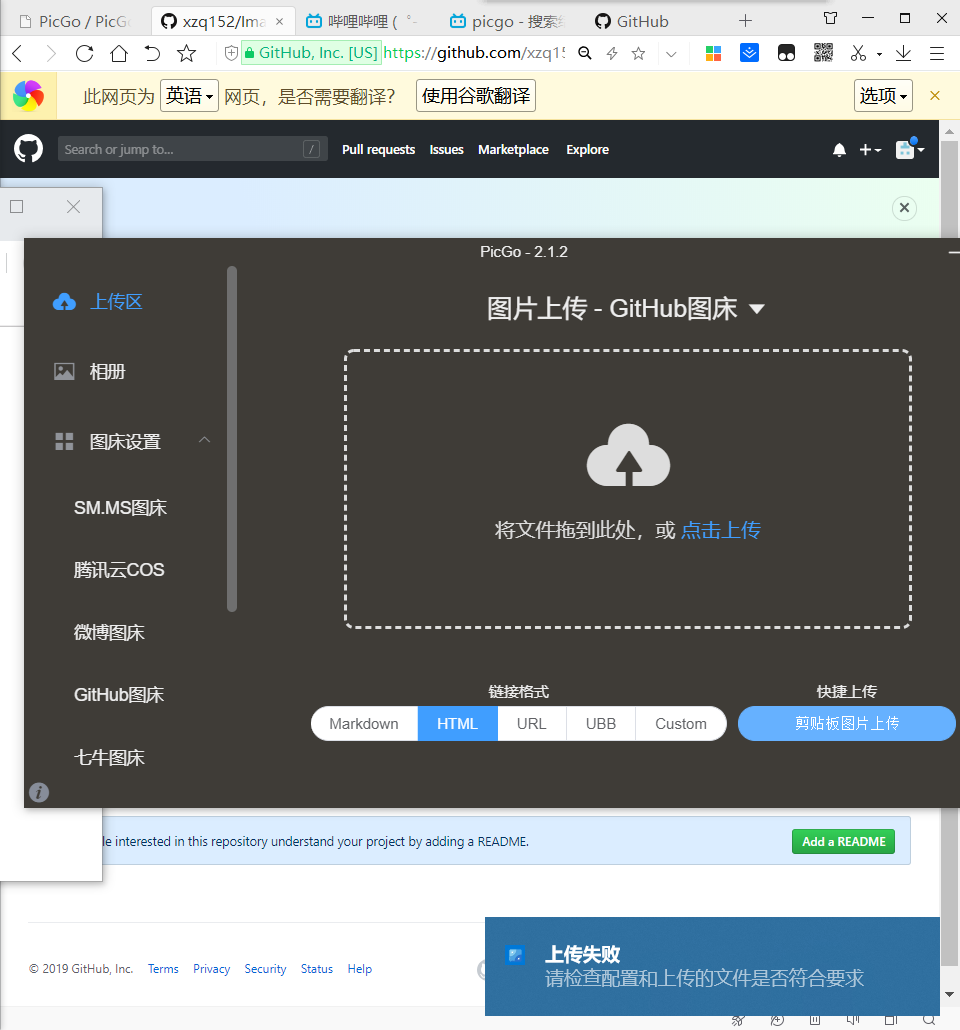 PicGo / PicG
xzq152/Ima
哔哩哔哩 (
picgo - 搜索
GitHub
GitHub, Inc. [US]
https://github.com/xzq15
此网页为 英语 网页，是否需要翻译？ 使用谷歌翻译 选项
Search or jump to...
/
Pull requests Issues Marketplace Explore
PicGo - 2.1.2
上传区
图片上传 - GitHub图床
相册
图床设置
SM.MS图床
将文件拖到此处，或 点击上传
腾讯云COS
微博图床
GitHub图床
链接格式
快捷上传
Markdown HTML URL UBB Custom
剪贴板图片上传
七牛图床
le interested in this repository understand your project by adding a README.
Add a README
© 2019 GitHub, Inc. Terms Privacy Security Status Help
上传失败
请检查配置和上传的文件是否符合要求